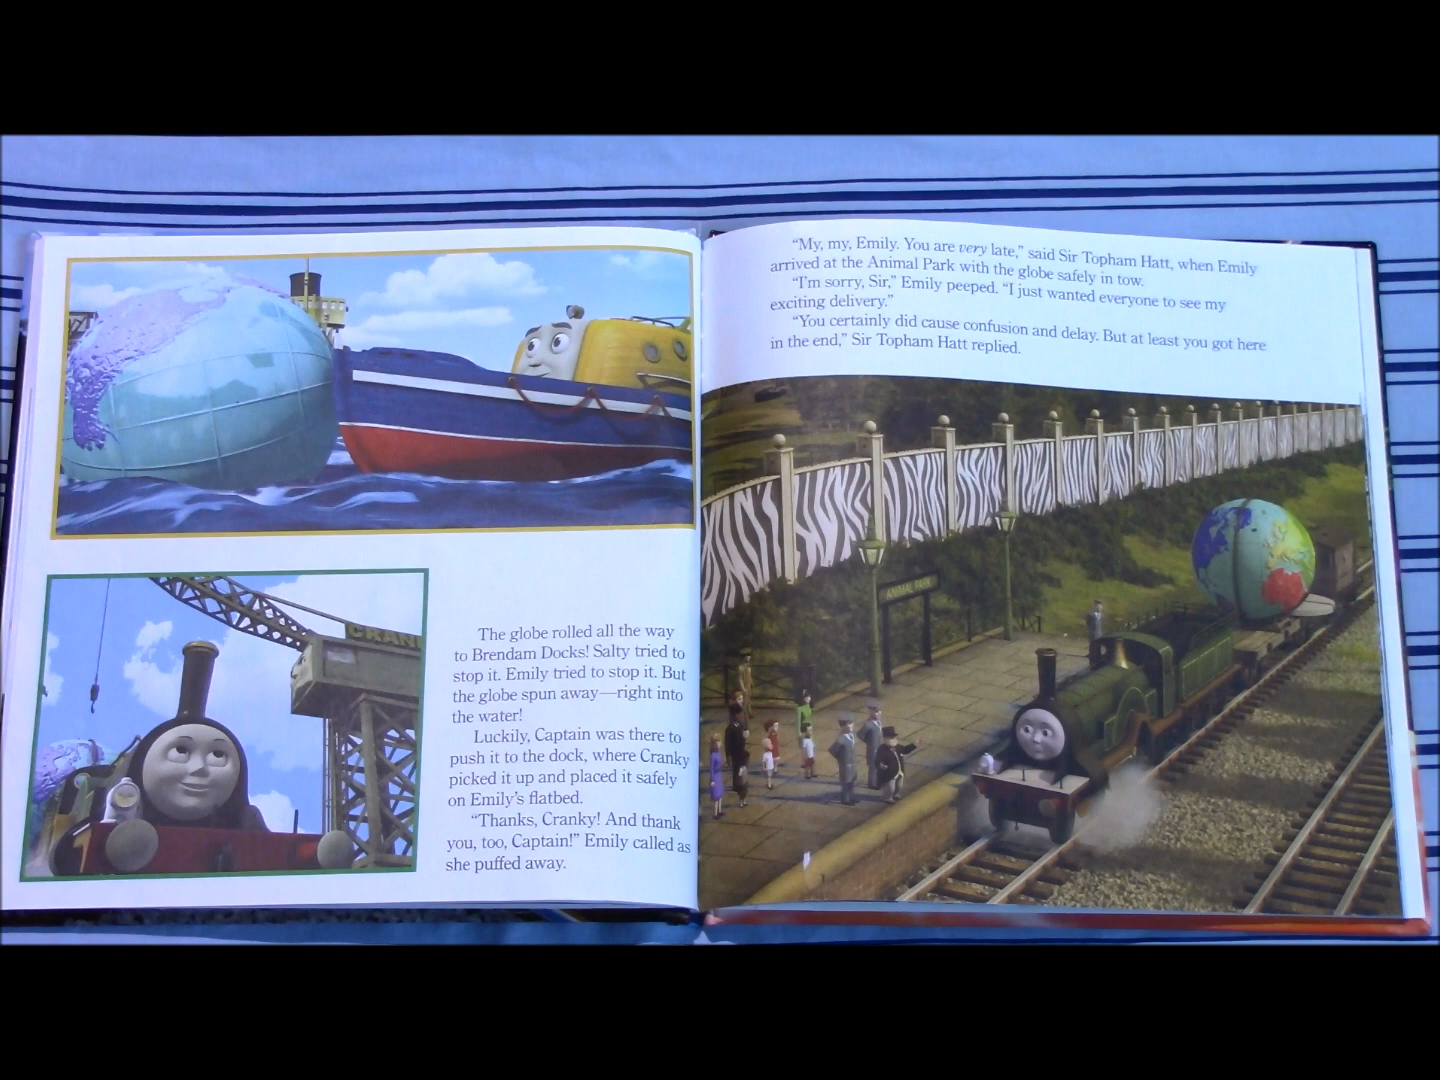 The globe rolled all the way
to Brendam Docks! Salty tried to
stop it. Emily tried to stop it. But
the globe spun away—right into
the water!
Luckily, Captain was there to
push it to the dock, where Cranky
picked it up and placed it safely
on Emily's flatbed.
“Thanks, Cranky! And thank
you, too, Captain!” Emily called as
she puffed away.
CRAN
“My, my, Emily. You are very late,” said Sir Topham Hatt, when Emily
arrived at the Animal Park with the globe safely in tow.
“I'm sorry, Sir,” Emily peeped. “I just wanted everyone to see my
exciting delivery.”
“You certainly did cause confusion and delay. But at least you got here
in the end,” Sir Topham Hatt replied.
ANIMAL PARK